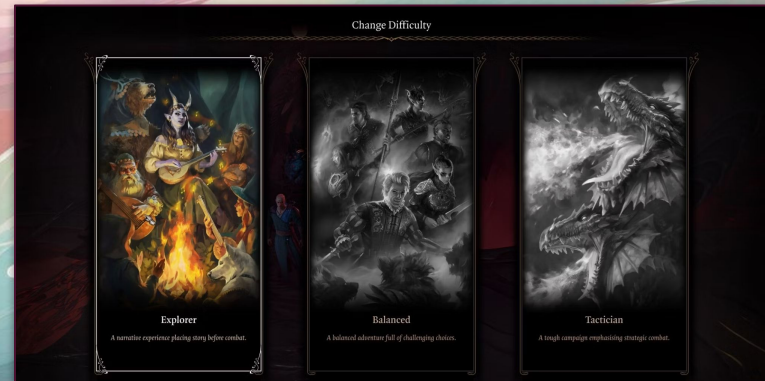 Change Difficulty
Explorer
A narrative experience placing story before combat.
Balanced
A balanced adventure full of challenging choices.
Tactician
A tough campaign emphasising strategic combat.